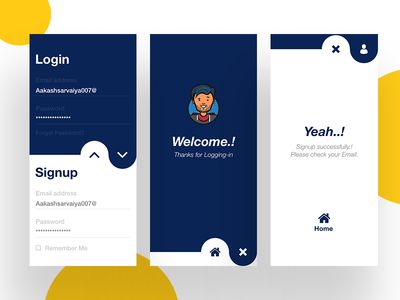 Login
Email address
Aakashsarvaiya007@
Password
***************
Forgot Password?
Signup
Email address
Aakashsarvaiya007@
Password
***************
Remember Me
Welcome.!
Thanks for Logging-in
Yeah..!
Signup successfully,!
Please check your Email.
Home